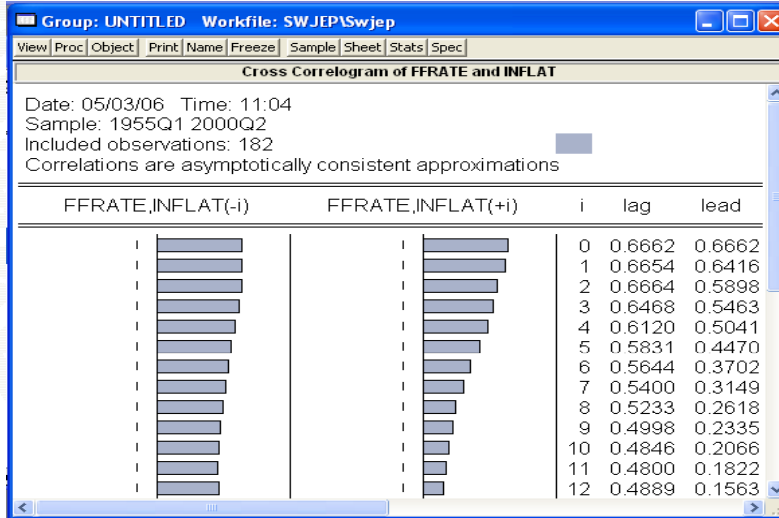 Group: UNTITLED Workfile: SWJEP\Swjep
View Proc Object Print Name Freeze Sample Sheet Stats Spec
Cross Correlogram of FFRATE and INFLAT
Date: 05/03/06 Time: 11:04
Sample: 1955Q1 2000Q2
Included observations: 182
Correlations are asymptotically consistent approximations
FFRATE,INFLAT(-i) FFRATE,INFLAT(+i) i lag lead
0 0.6662 0.6662
1 0.6654 0.6416
2 0.6664 0.5898
3 0.6468 0.5463
4 0.6120 0.5041
5 0.5831 0.4470
6 0.5644 0.3702
7 0.5400 0.3149
8 0.5233 0.2618
9 0.4998 0.2335
10 0.4846 0.2066
11 0.4800 0.1822
12 0.4889 0.1563